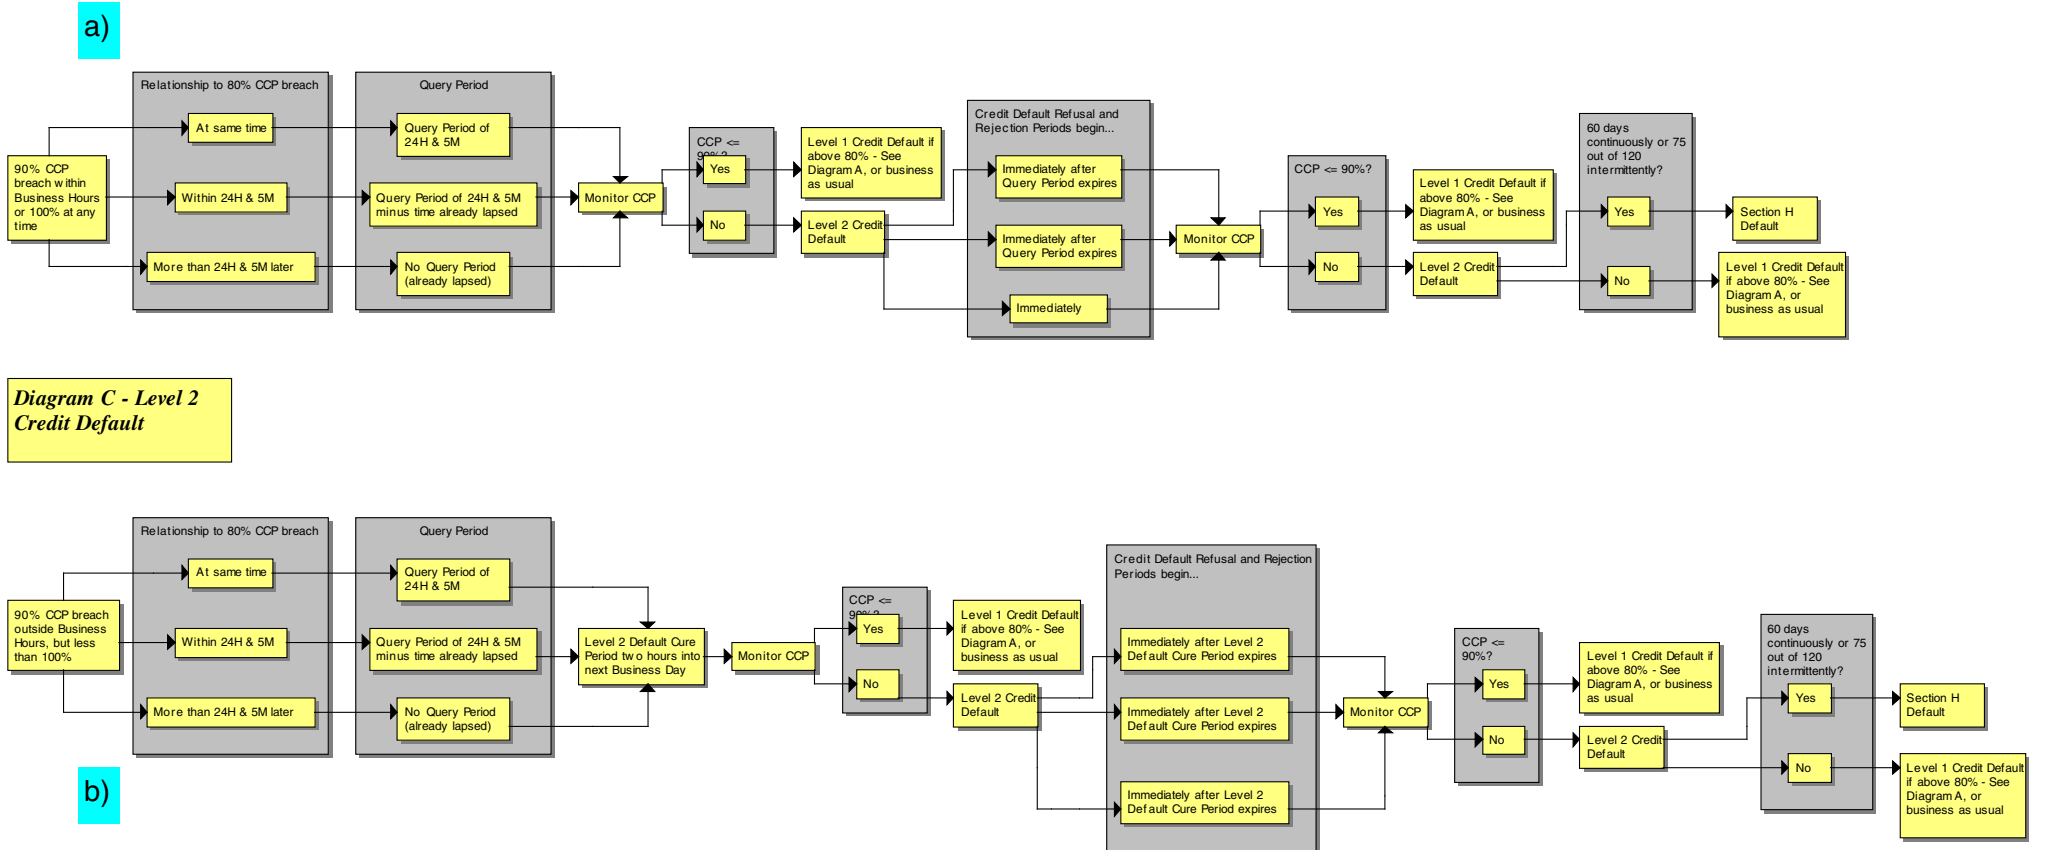 a)
Relationship to 80% CCP breach
Query Period
At same time
Query Period of
24H & 5M
90% CCP
breach within
Business Hours
or 100% at any
time
Within 24H & 5M
Query Period of 24H & 5M
minus time already lapsed
More than 24H & 5M later
No Query Period
(already lapsed)
Monitor CCP
CCP <=
90%?
Yes
No
Level 1 Credit Default if
above 80% - See
Diagram A, or business
as usual
Level 2 Credit
Default
Credit Default Refusal and
Rejection Periods begin...
Immediately after
Query Period expires
Immediately after
Query Period expires
Immediately
Monitor CCP
CCP <= 90%?
Yes
No
Level 1 Credit Default if
above 80% - See
Diagram A, or business
as usual
Level 2 Credit
Default
60 days
continuously or 75
out of 120
intermittently?
Yes
No
Section H
Default
Level 1 Credit Default
if above 80% - See
Diagram A, or
business as usual
Diagram C - Level 2
Credit Default
Relationship to 80% CCP breach
Query Period
At same time
Query Period of
24H & 5M
90% CCP breach
outside Business
Hours, but less
than 100%
Within 24H & 5M
Query Period of 24H & 5M
minus time already lapsed
More than 24H & 5M later
No Query Period
(already lapsed)
Level 2 Default Cure
Period two hours into
next Business Day
Monitor CCP
CCP <=
90%?
Yes
No
Level 1 Credit Default
if above 80% - See
Diagram A, or
business as usual
Level 2 Credit
Default
Credit Default Refusal and Rejection
Periods begin...
Immediately after Level 2
Default Cure Period expires
Immediately after Level 2
Default Cure Period expires
Immediately after Level 2
Default Cure Period expires
Monitor CCP
CCP <=
90%?
Yes
No
Level 1 Credit Default if
above 80% - See
Diagram A, or business
as usual
Level 2 Credit
Default
60 days
continuously or 75
out of 120
intermittently?
Yes
No
Section H
Default
Level 1 Credit Default
if above 80% - See
Diagram A, or
business as usual
b)